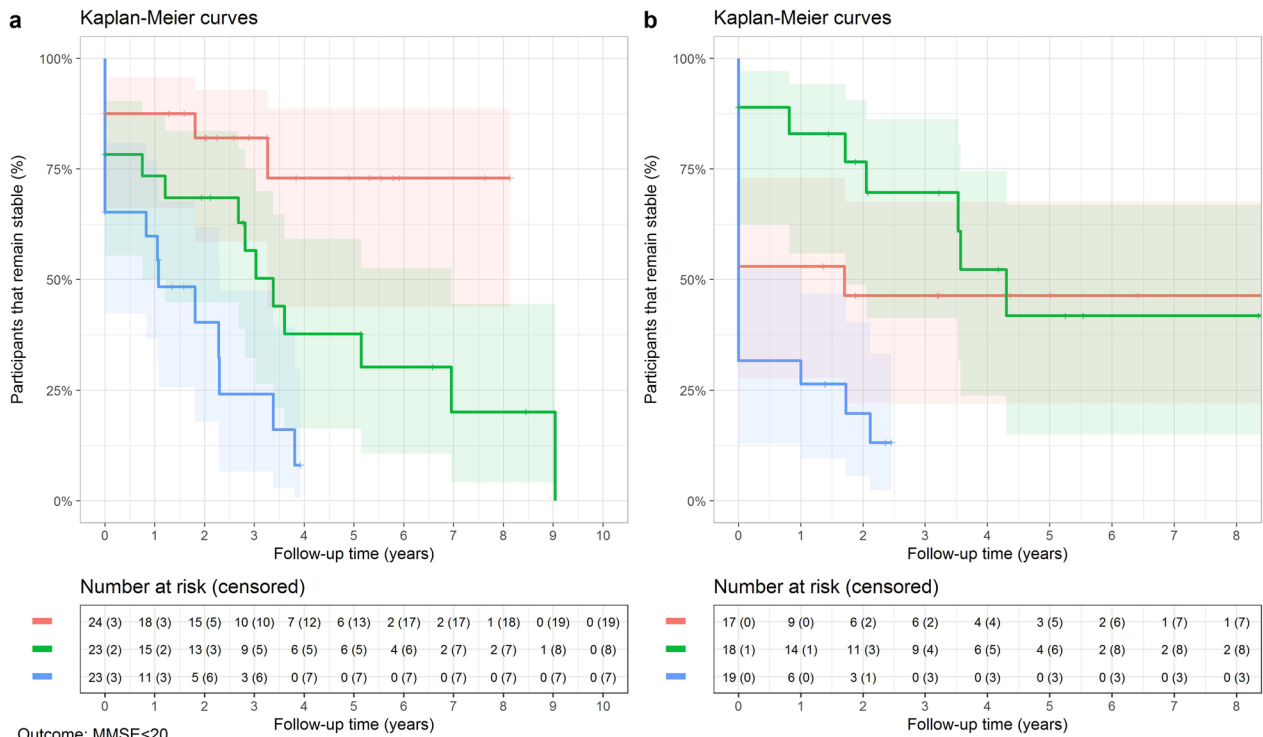 a
Kaplan-Meier curves
Participants that remain stable (%)
100%
75%
50%
25%
0%
0 1 2 3 4 5 6 7 8 9 10
Follow-up time (years)
Number at risk (censored)
24 (3) 18 (3) 15 (5) 10 (10) 7 (12) 6 (13) 2 (17) 2 (17) 1 (18) 0 (19) 0 (19)
23 (2) 15 (2) 13 (3) 9 (5) 6 (5) 6 (5) 4 (6) 2 (7) 2 (7) 1 (8) 0 (8)
23 (3) 11 (3) 5 (6) 3 (6) 0 (7) 0 (7) 0 (7) 0 (7) 0 (7) 0 (7) 0 (7)
0 1 2 3 4 5 6 7 8 9 10
Follow-up time (years)
Outcome: MMSE≤20
b
Kaplan-Meier curves
Participants that remain stable (%)
100%
75%
50%
25%
0%
0 1 2 3 4 5 6 7 8
Follow-up time (years)
Number at risk (censored)
17 (0) 9 (0) 6 (2) 6 (2) 4 (4) 3 (5) 2 (6) 1 (7) 1 (7)
18 (1) 14 (1) 11 (3) 9 (4) 6 (5) 4 (6) 2 (8) 2 (8) 2 (8)
19 (0) 6 (0) 3 (1) 0 (3) 0 (3) 0 (3) 0 (3) 0 (3) 0 (3)
0 1 2 3 4 5 6 7 8
Follow-up time (years)